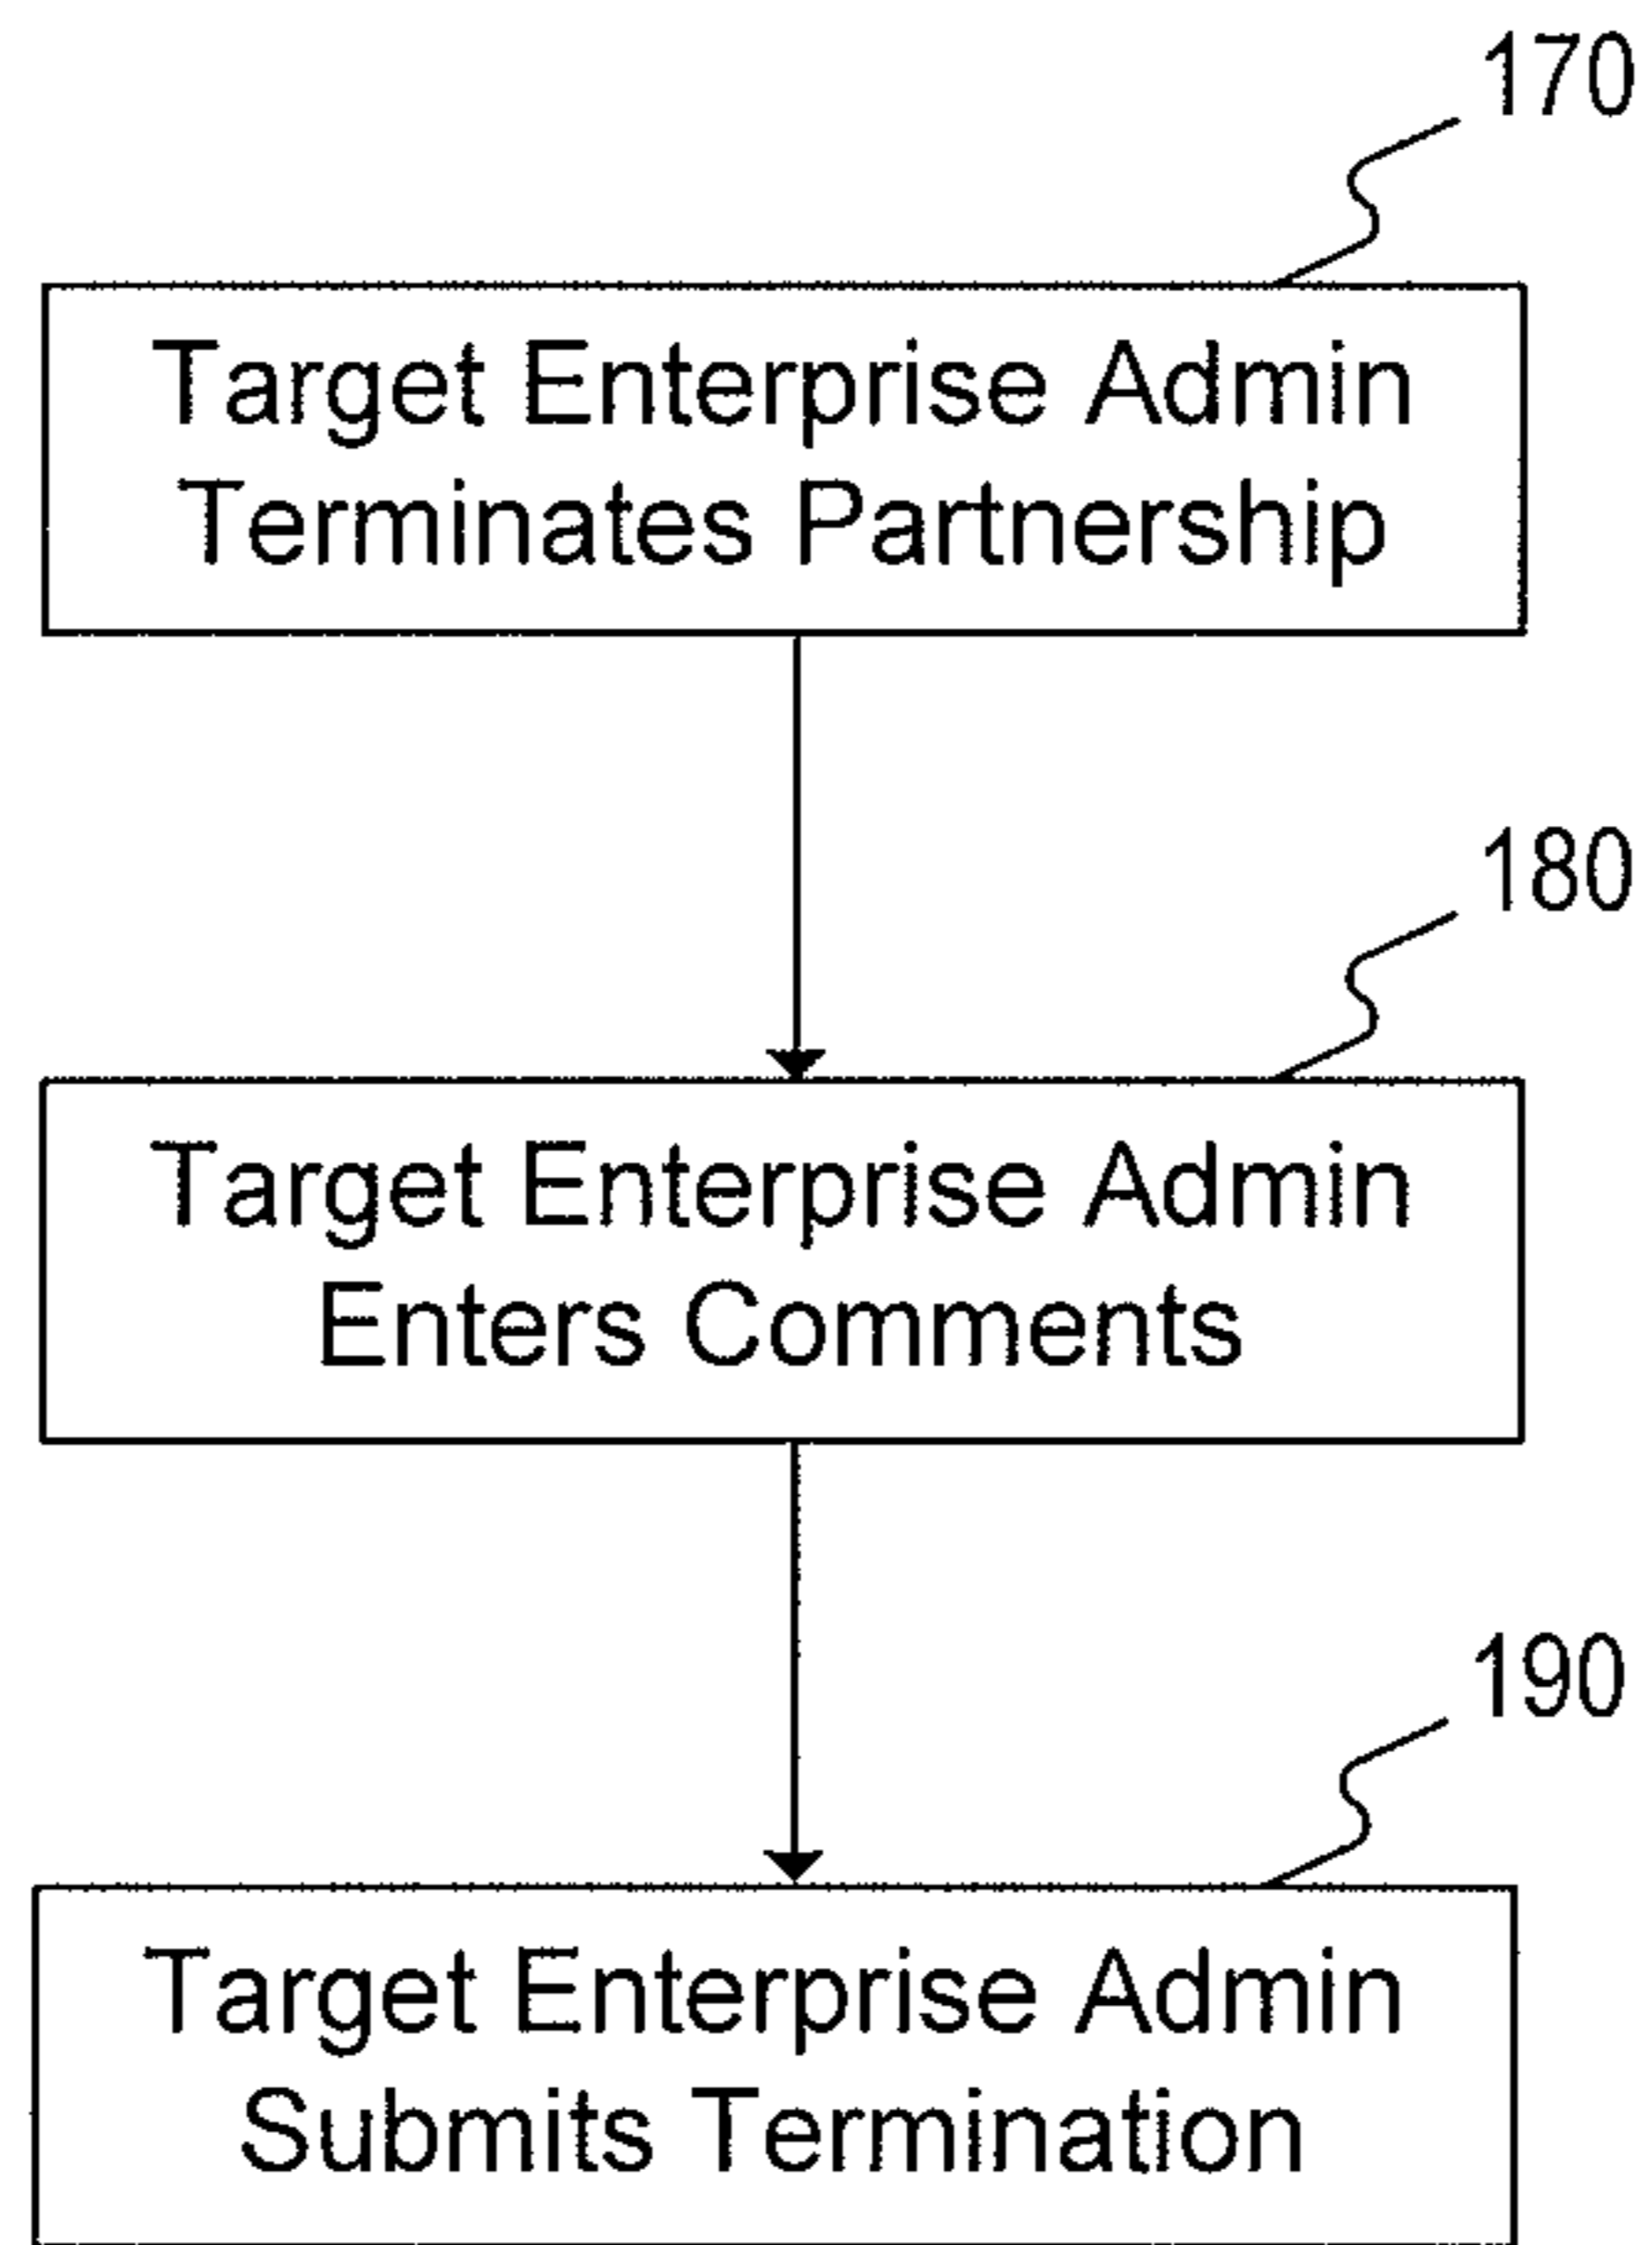 170
Target Enterprise Admin
Terminates Partnership
180
Target Enterprise Admin
Enters Comments
190
Target Enterprise Admin
Submits Termination